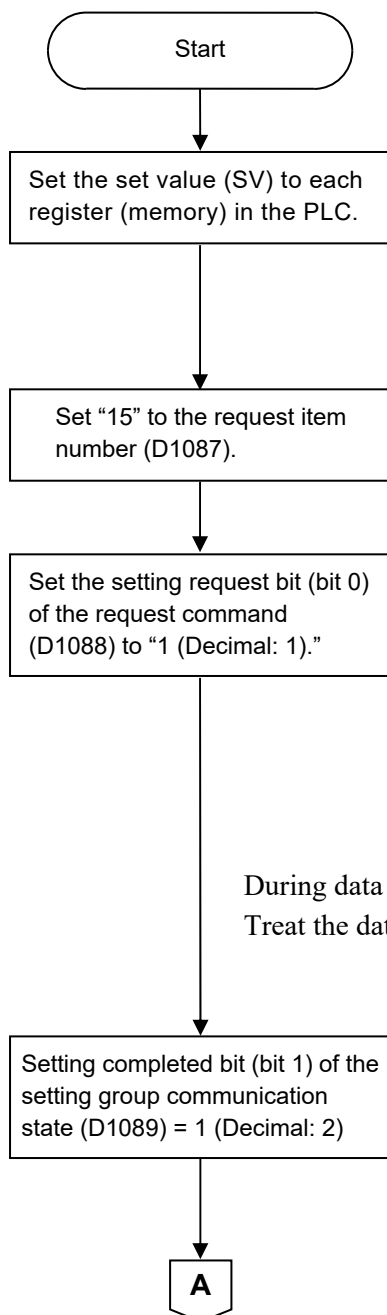 Start
Set the set value (SV) to each
register (memory) in the PLC.
Set “15” to the request item
number (D1087).
Set the setting request bit (bit 0)
of the request command
(D1088) to “1 (Decimal: 1).”
During data
Treat the dat
Setting completed bit (bit 1) of the
setting group communication
state (D1089) = 1 (Decimal: 2)
A